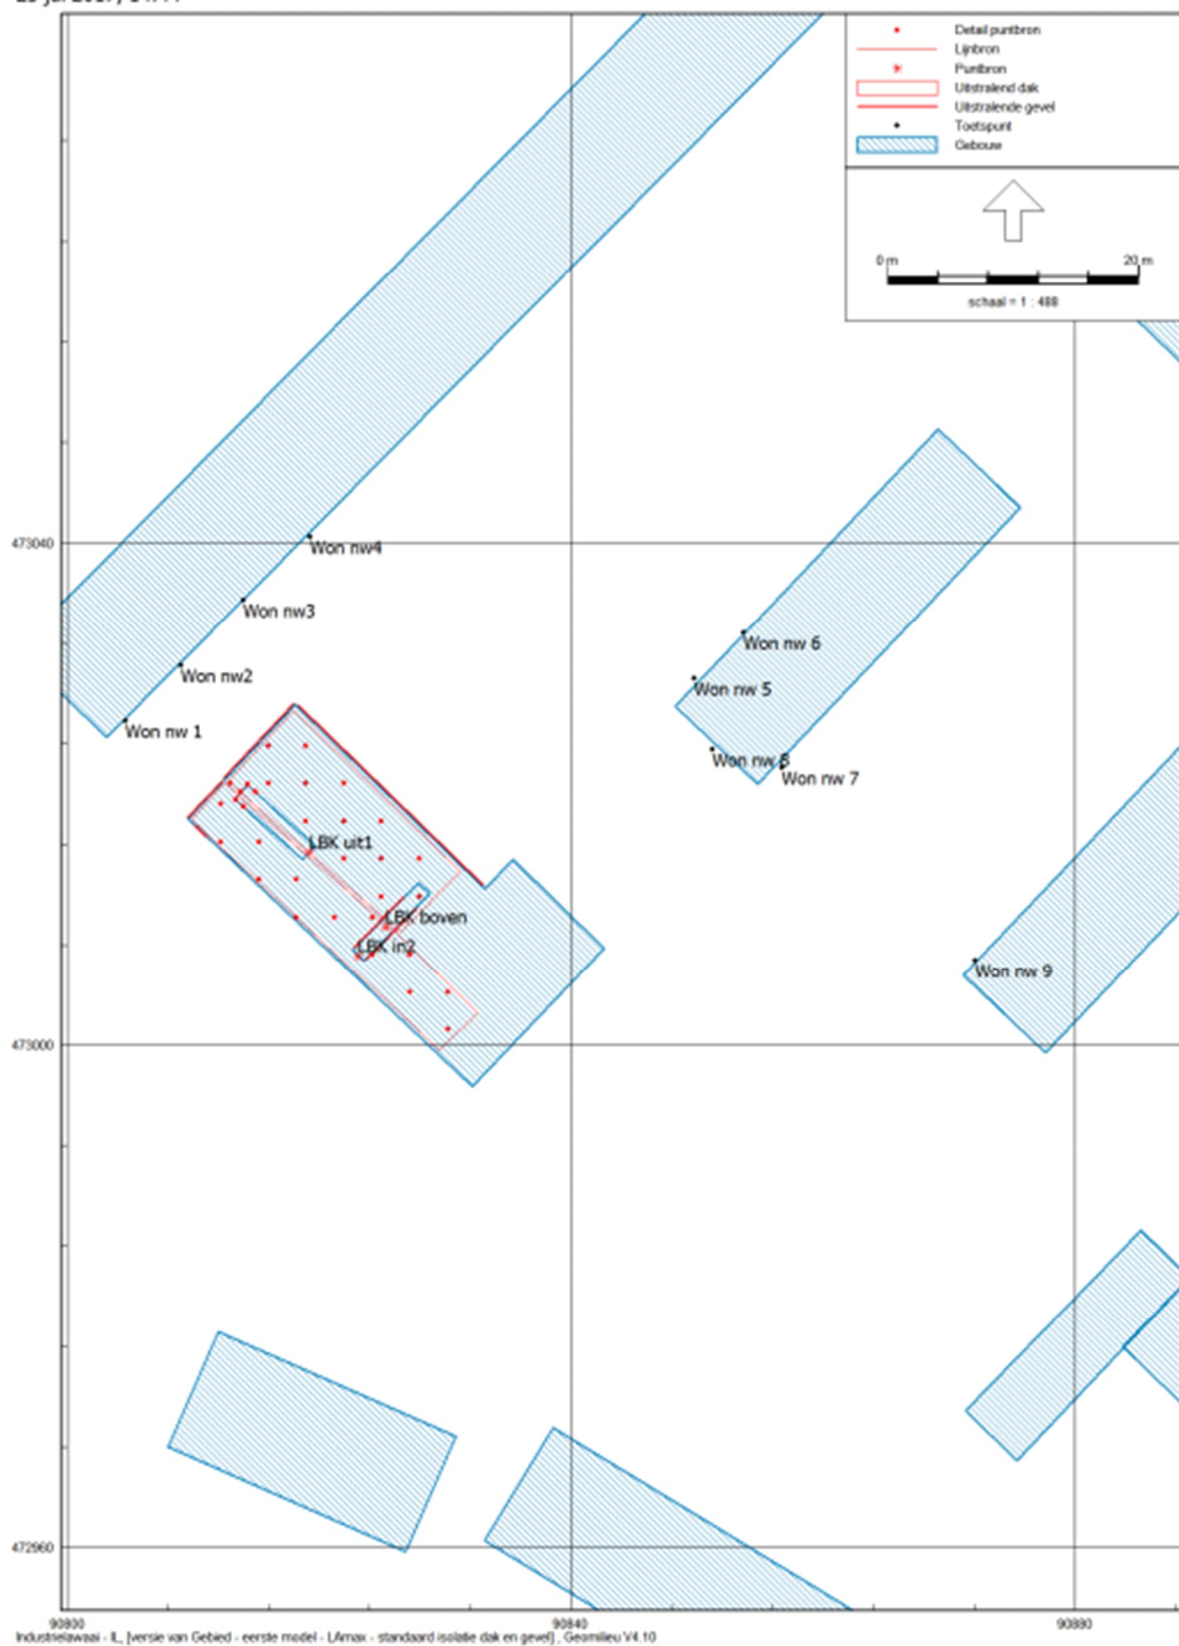 Detail puntbron
Lijnbron
Puntbron
Uitstralend dak
Uitstralende gevel
Toetspunt
Gebouw
0 m
20 m
schaal = 1 : 488
473040
Won nw4
Won nw3
Won nw2
Won nw 1
Won nw 6
Won nw 5
Won nw 8
Won nw 7
LBK uit1
LBK boven
LBK in2
Won nw 9
473000
472960
90800
90840
90880
Industrielawaai - IL, [versie van Gebied - eerste model - LAmax - standaard isolatie dak en gevel] , Geomilieu V4.10